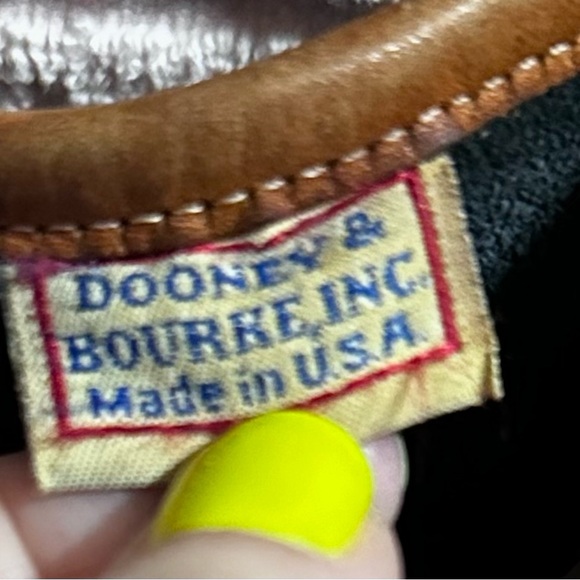 DOONEY &
BOURKE, INC.
Made in U.S.A.